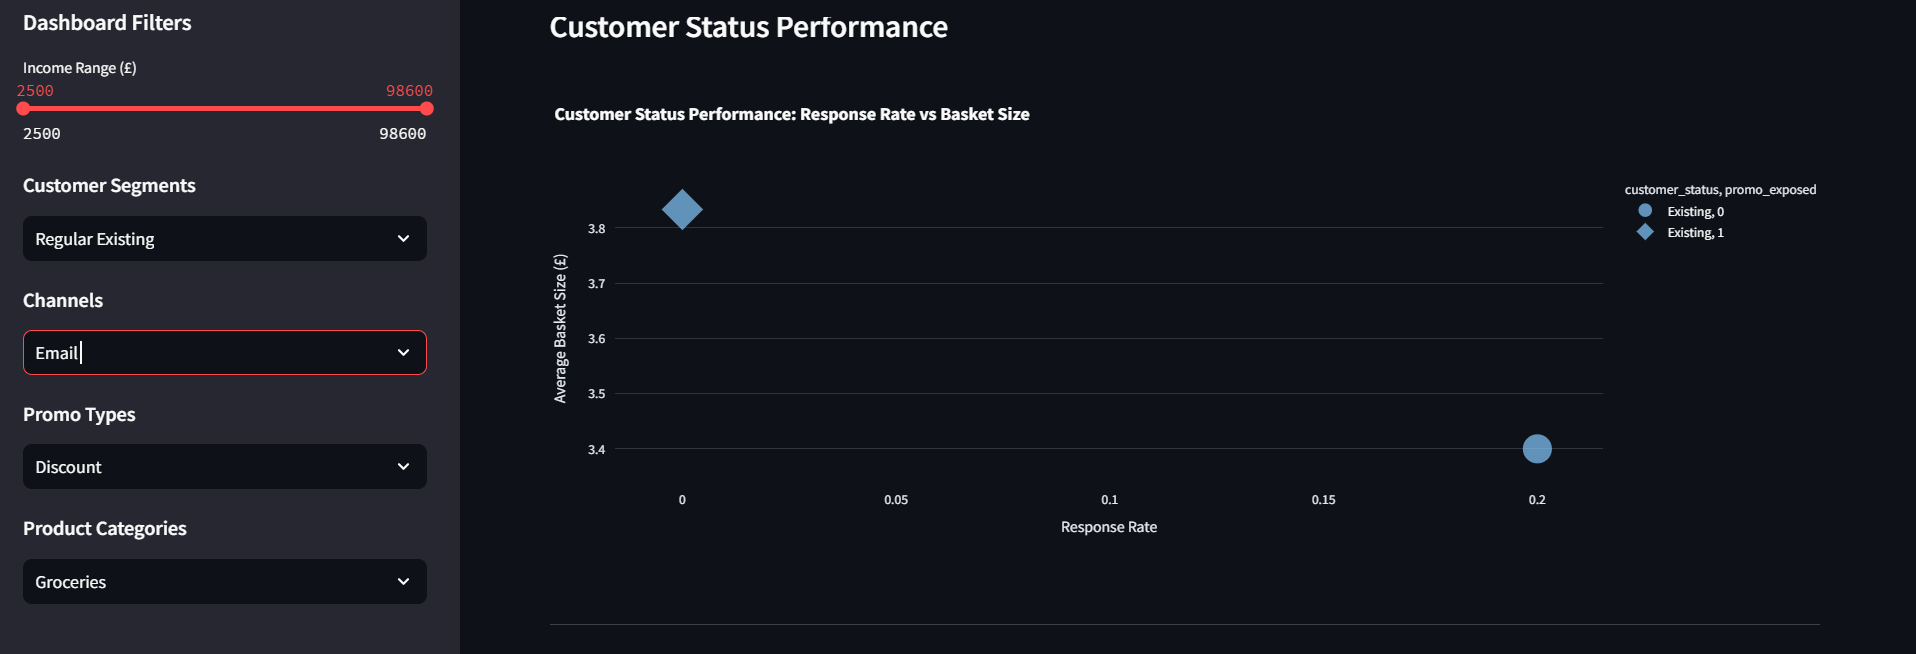 Dashboard Filters
Income Range (£)
2500 98600
2500 98600
Customer Segments
Regular Existing
Channels
Email
Promo Types
Discount
Product Categories
Groceries
Customer Status Performance
Customer Status Performance: Response Rate vs Basket Size
Average Basket Size (£)
3.8
3.7
3.6
3.5
3.4
0 0.05 0.1 0.15 0.2
Response Rate
customer_status, promo_exposed
Existing, 0
Existing, 1